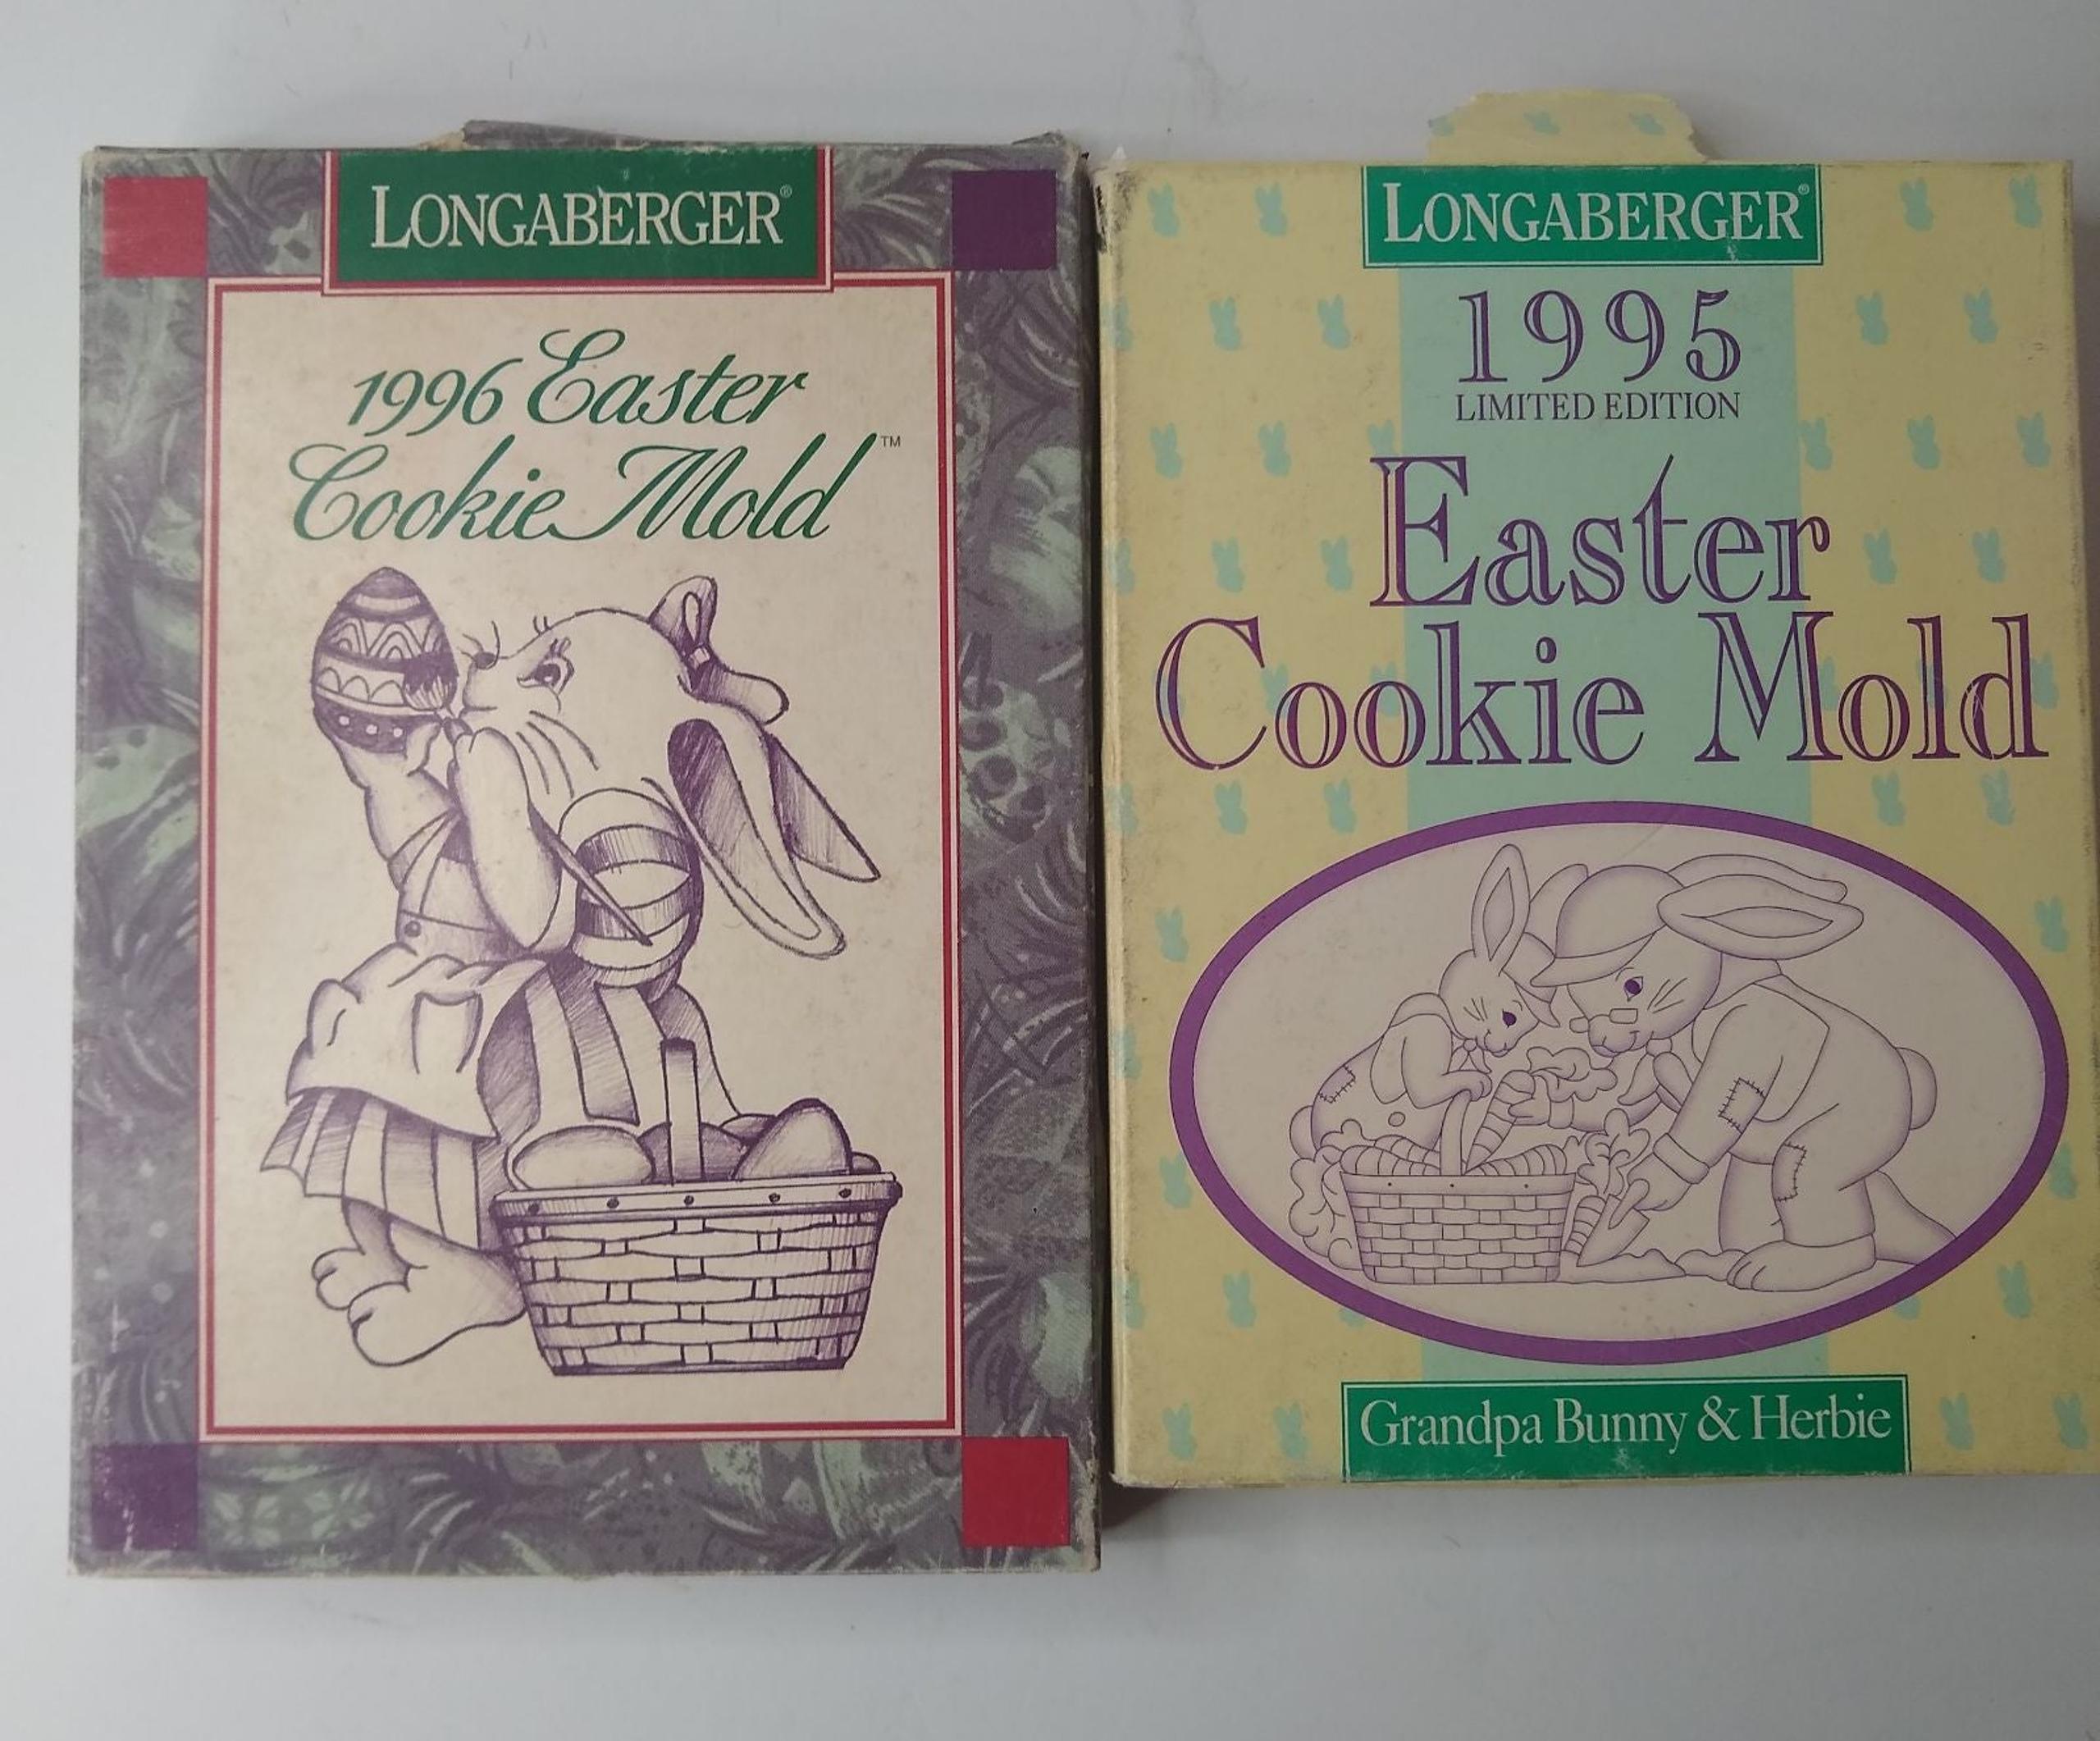 LONGABERGER®
1996 Easter
Cookie Mold™
LONGABERGER®
1995
LIMITED EDITION
Easter
Cookie Mold
Grandpa Bunny & Herbie